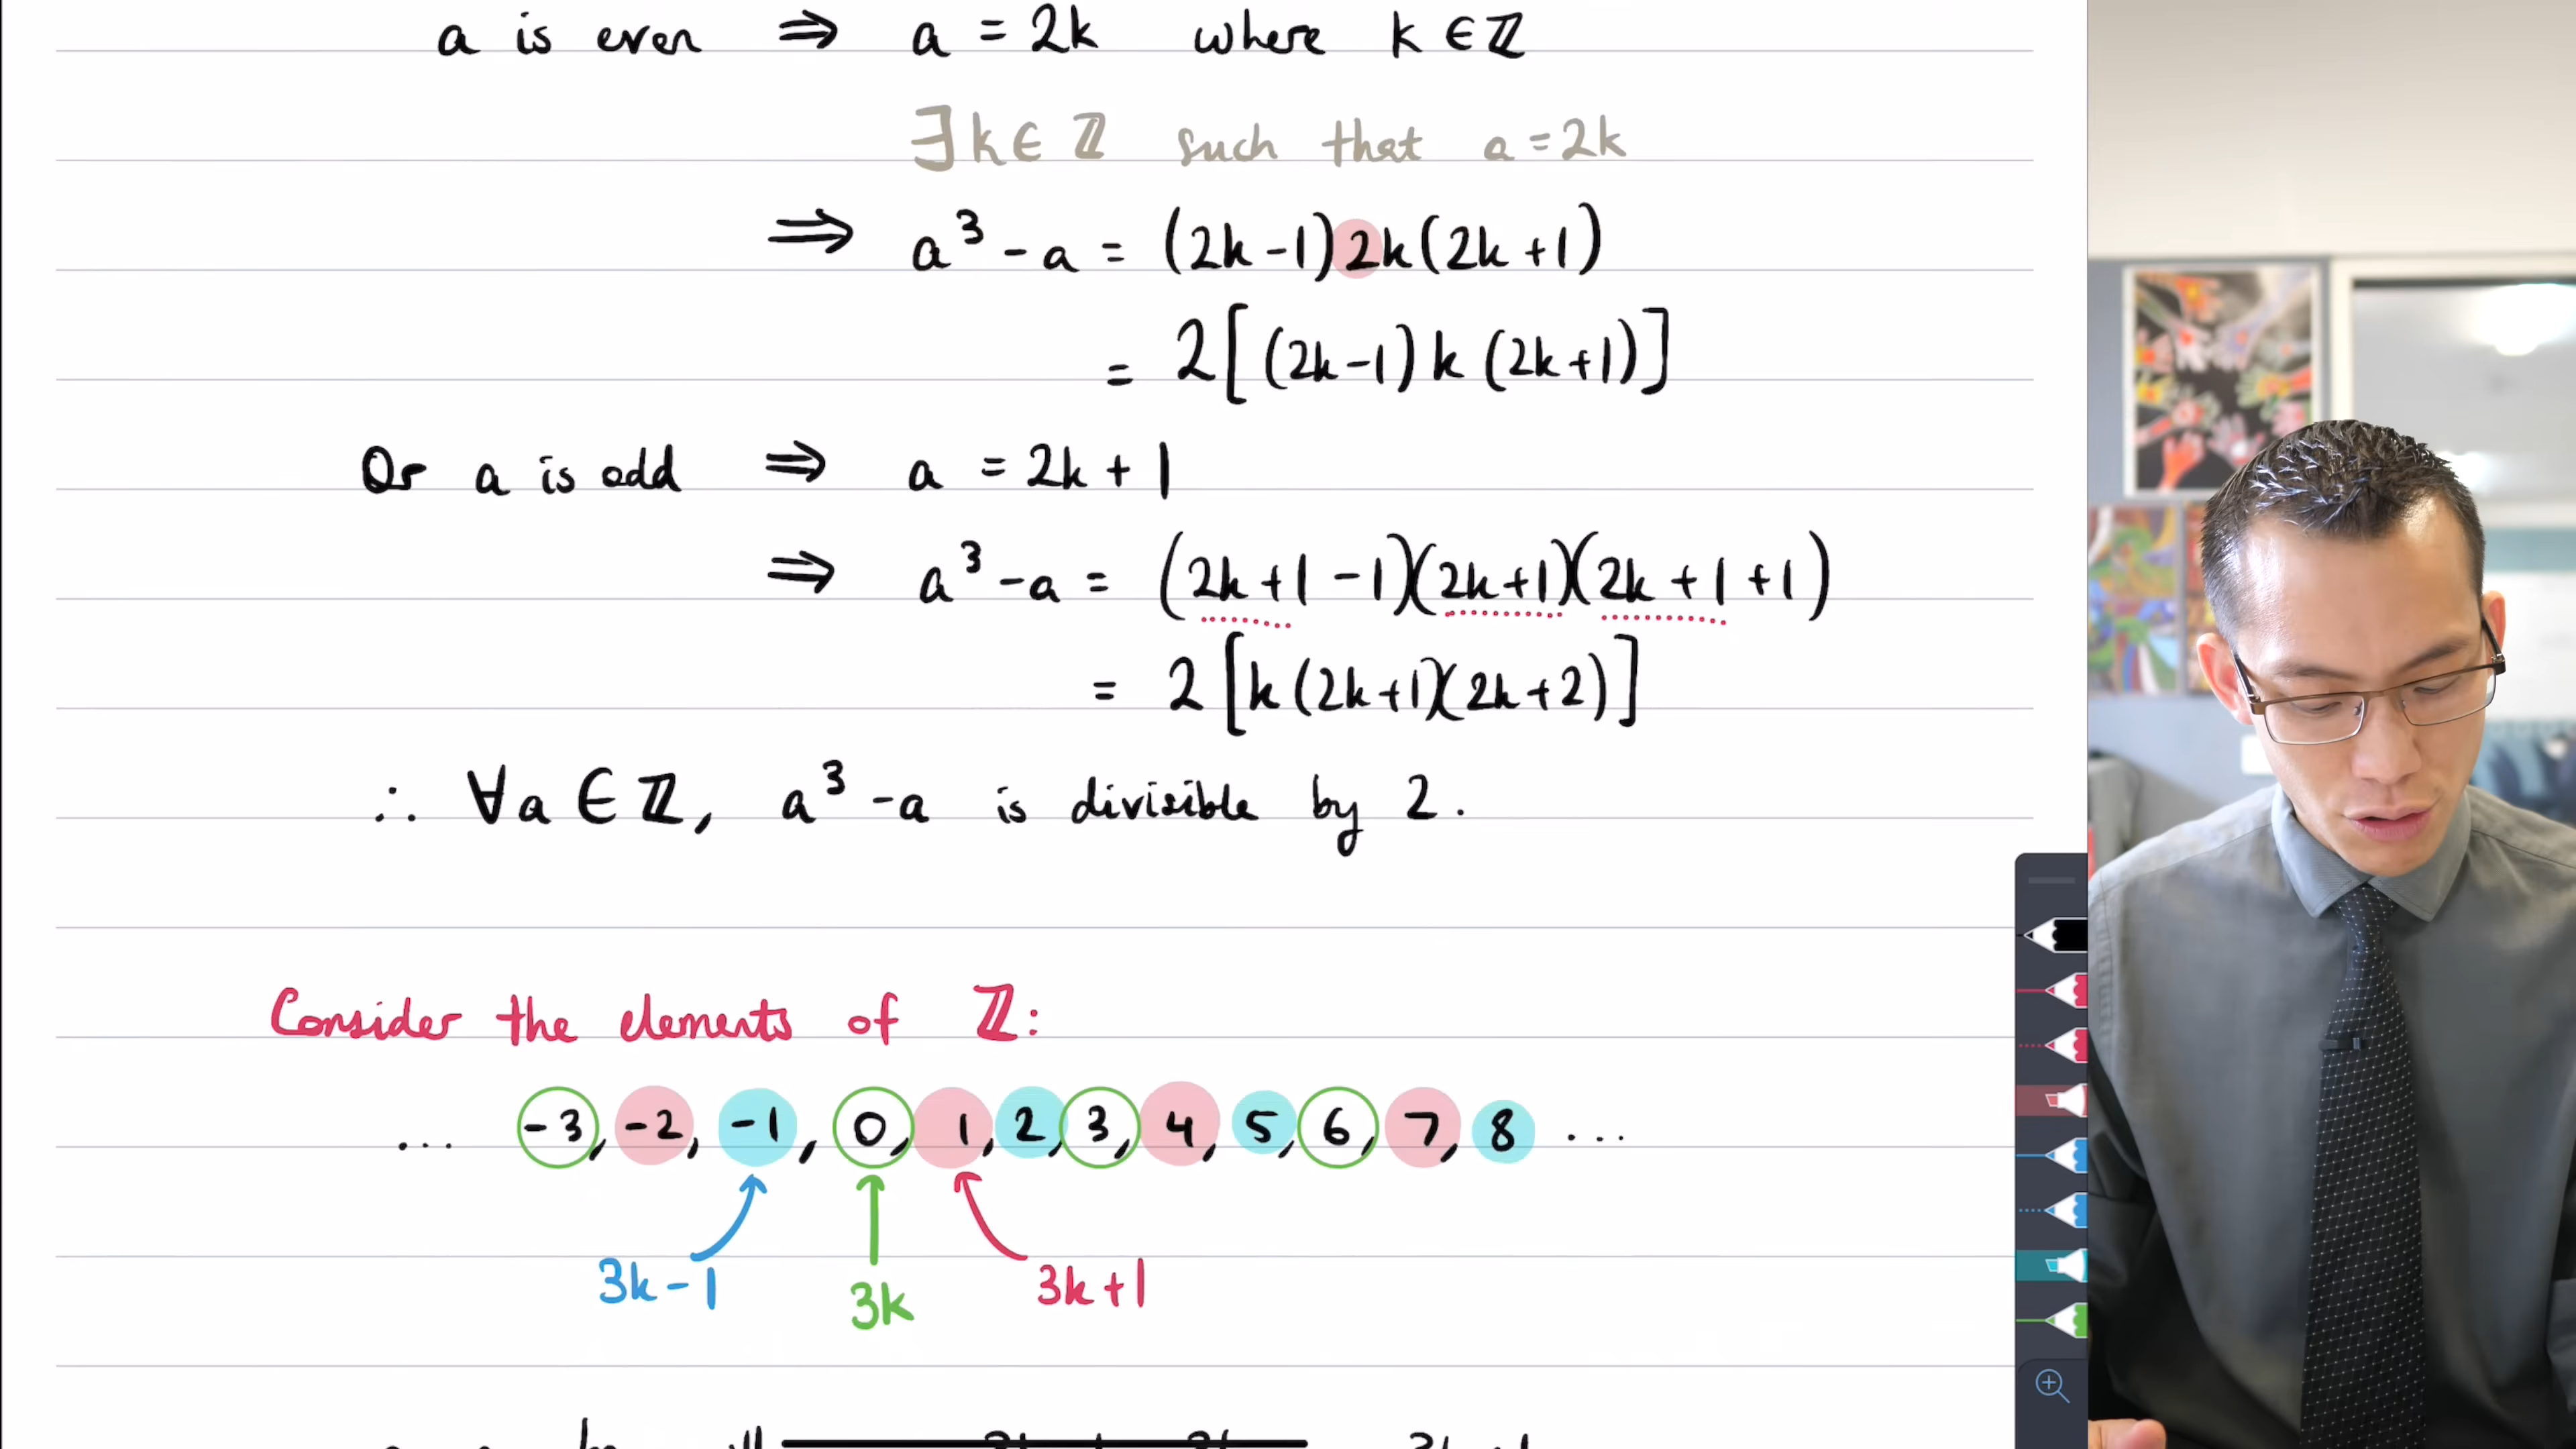 a is even ⇒ a = 2k where k ∈ ℤ
∃ k ∈ ℤ such that a = 2k
⇒ a³ - a = (2k - 1) 2k (2k + 1)
= 2[(2k - 1) k (2k + 1)]
Or a is odd ⇒ a = 2k + 1
⇒ a³ - a = (2k + 1 - 1)(2k + 1)(2k + 1 + 1)
= 2[k (2k + 1)(2k + 2)]
∴ ∀a ∈ ℤ, a³ - a is divisible by 2.
Consider the elements of ℤ:
... -3, -2, -1, 0, 1, 2, 3, 4, 5, 6, 7, 8 ...
3k - 1 3k 3k + 1